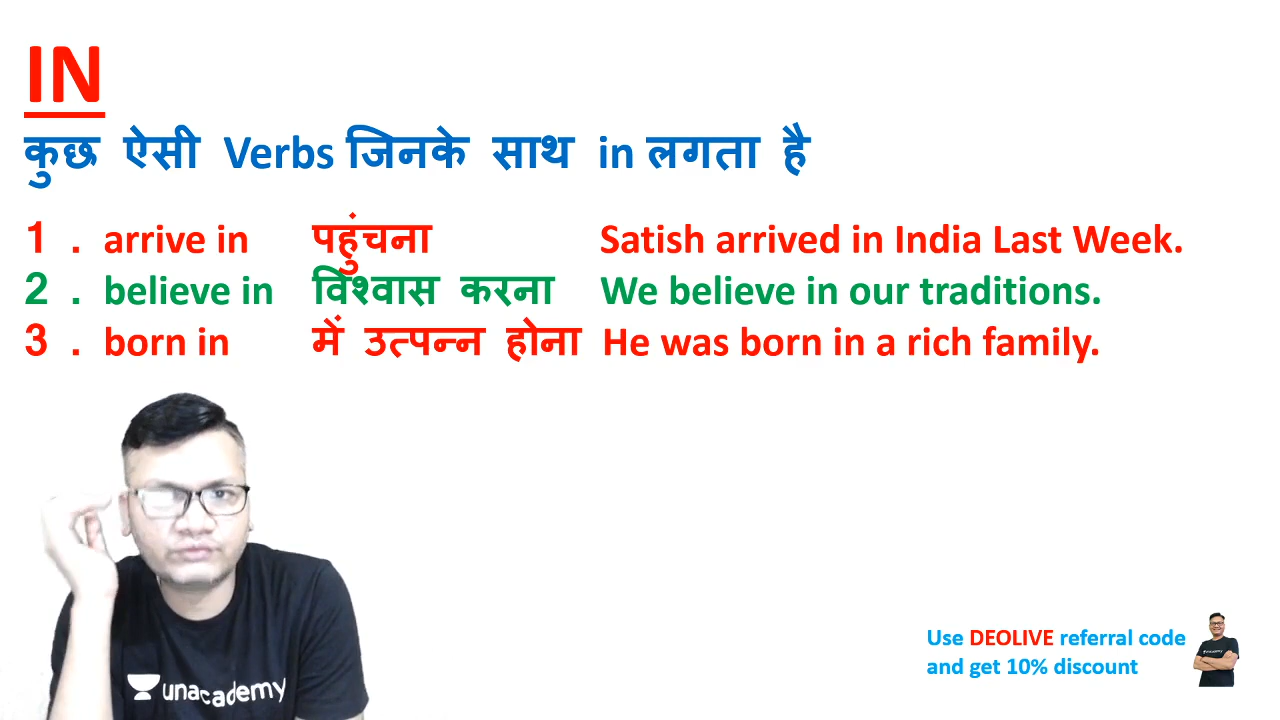 IN
कुछ ऐसी Verbs जिनके साथ in लगता है
1 . arrive in पहुंचना Satish arrived in India Last Week.
2 . believe in विश्वास करना We believe in our traditions.
3 . born in में उत्पन्न होना He was born in a rich family.
unacademy
Use DEOLIVE referral code
and get 10% discount